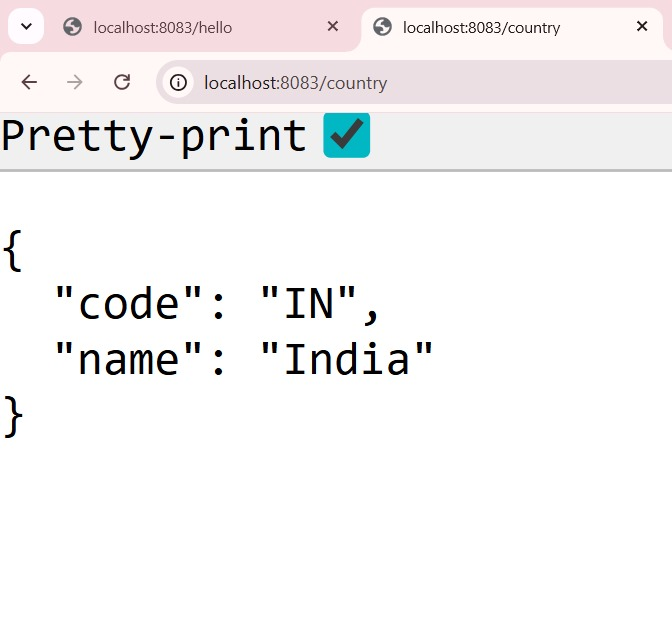 localhost:8083/hello
localhost:8083/country
localhost:8083/country
Pretty-print
{
  "code": "IN",
  "name": "India"
}